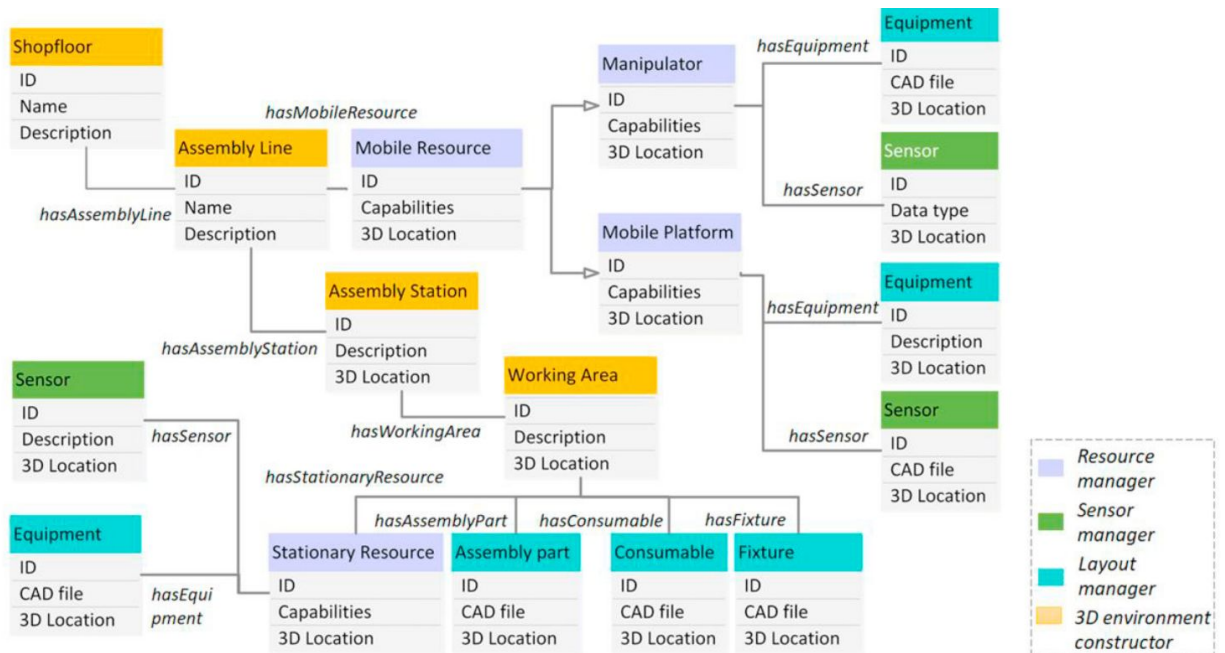 Shopfloor
ID
Name
Description
hasAssemblyLine
Assembly Line
ID
Name
Description
hasMobileResource
Mobile Resource
ID
Capabilities
3D Location
Manipulator
ID
Capabilities
3D Location
hasEquipment
Equipment
ID
CAD file
3D Location
hasSensor
Sensor
ID
Data type
3D Location
Mobile Platform
ID
Capabilities
3D Location
hasEquipment
Equipment
ID
Description
3D Location
hasSensor
Sensor
ID
CAD file
3D Location
hasAssemblyStation
Assembly Station
ID
Description
3D Location
hasWorkingArea
Working Area
ID
Description
3D Location
Sensor
ID
Description
3D Location
hasSensor
Equipment
ID
CAD file
3D Location
hasEqui
pment
hasStationaryResource
hasAssemblyPart
hasConsumable
hasFixture
Stationary Resource
ID
Capabilities
3D Location
Assembly part
ID
CAD file
3D Location
Consumable
ID
CAD file
3D Location
Fixture
ID
CAD file
3D Location
Resource
manager
Sensor
manager
Layout
manager
3D environment
constructor